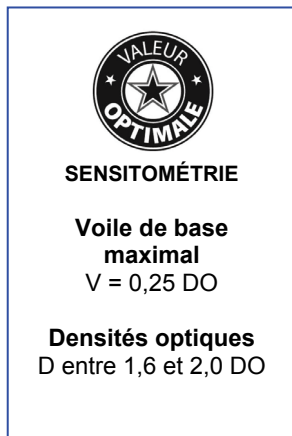 VALEUR
OPTIMALE
SENSITOMÉTRIE
Voile de base
maximal
V = 0,25 DO
Densités optiques
D entre 1,6 et 2,0 DO